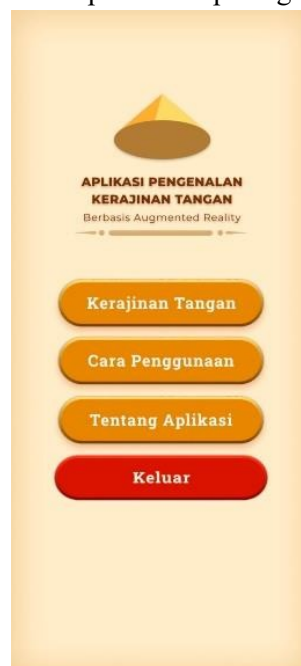 APLIKASI PENGENALAN
KERAJINAN TANGAN
Berbasis Augmented Reality
Kerajinan Tangan
Cara Penggunaan
Tentang Aplikasi
Keluar